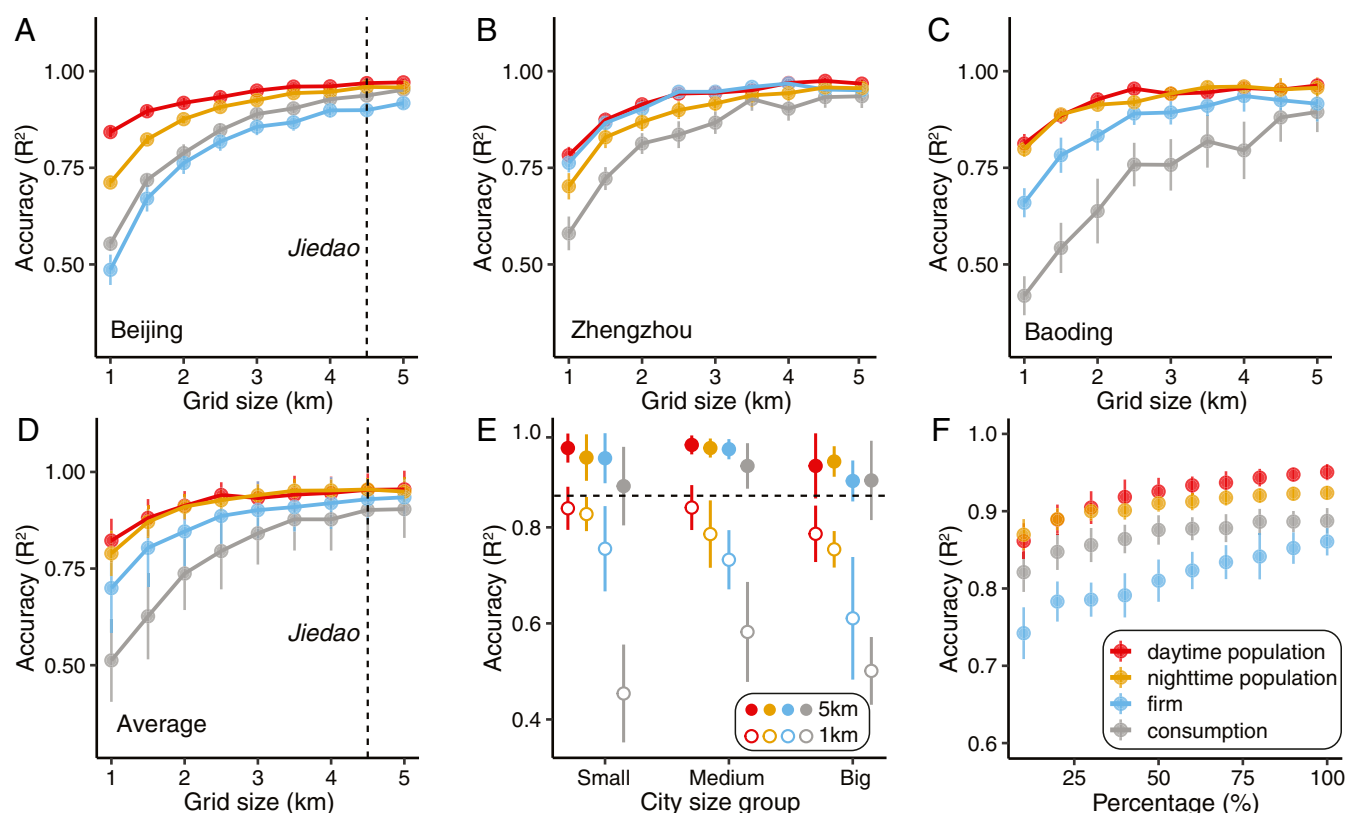 A
Accuracy (R²)
1.00
0.75
0.50
Jiedao
Beijing
1 2 3 4 5
Grid size (km)
B
Accuracy (R²)
1.00
0.75
0.50
Zhengzhou
1 2 3 4 5
Grid size (km)
C
Accuracy (R²)
1.00
0.75
0.50
Baoding
1 2 3 4 5
Grid size (km)
D
Accuracy (R²)
1.00
0.75
0.50
Jiedao
Average
1 2 3 4 5
Grid size (km)
E
Accuracy (R²)
1.0
0.8
0.6
0.4
5km
1km
Small Medium Big
City size group
F
Accuracy (R²)
1.0
0.9
0.8
0.7
0.6
daytime population
nighttime population
firm
consumption
25 50 75 100
Percentage (%)